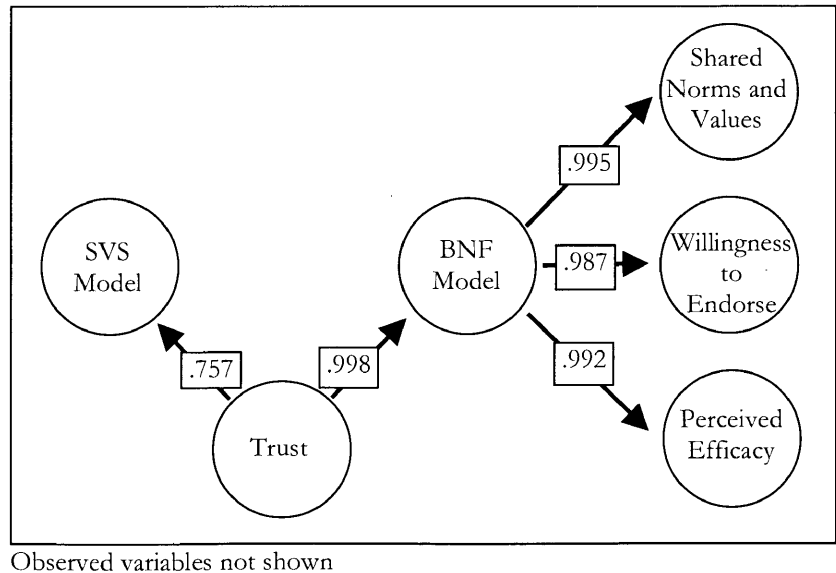 Shared
Norms and
Values
.995
SVS
Model
BNF
Model
.987
Willingness
to
Endorse
.757
.998
.992
Trust
Perceived
Efficacy
Observed variables not shown